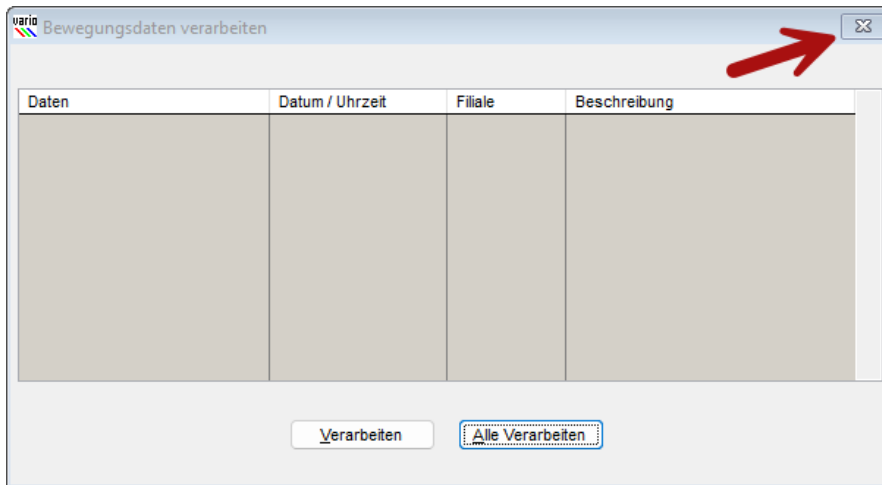 vario Bewegungsdaten verarbeiten
Daten Datum / Uhrzeit Filiale Beschreibung
Verarbeiten Alle Verarbeiten